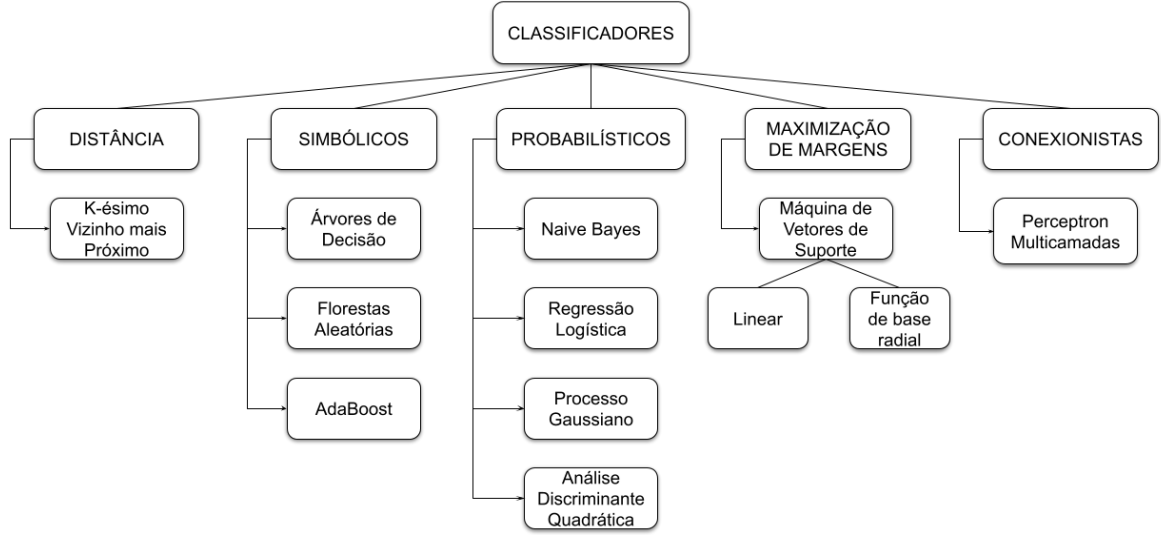 CLASSIFICADORES
DISTÂNCIA
K-ésimo
Vizinho mais
Próximo
SIMBÓLICOS
Árvores de
Decisão
Florestas
Aleatórias
AdaBoost
PROBABILÍSTICOS
Naive Bayes
Regressão
Logística
Processo
Gaussiano
Análise
Discriminante
Quadrática
MAXIMIZAÇÃO
DE MARGENS
Máquina de
Vetores de
Suporte
Linear
Função
de base
radial
CONEXIONISTAS
Perceptron
Multicamadas